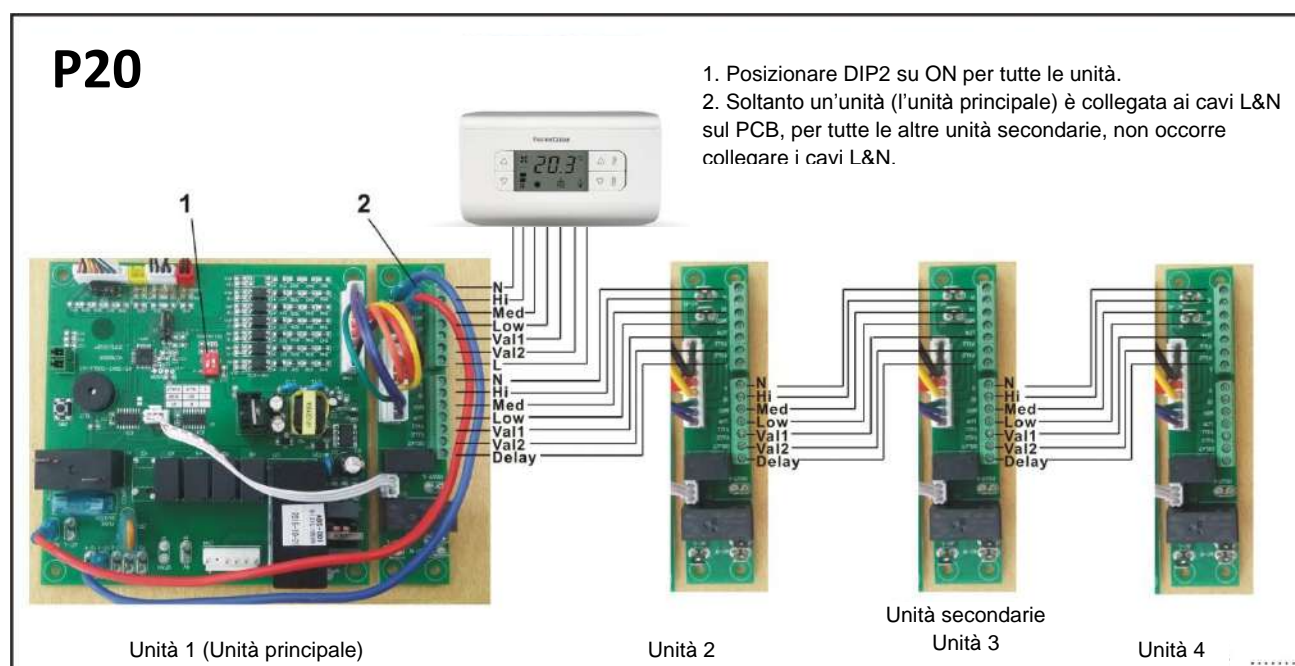 P20
1. Posizionare DIP2 su ON per tutte le unità.
2. Soltanto un'unità (l'unità principale) è collegata ai cavi L&N
sul PCB, per tutte le altre unità secondarie, non occorre
collegare i cavi L&N.
20.3
1
2
N
Hi
Med
Low
Val1
Val2
L
N
Hi
Med
Low
Val1
Val2
Delay
N
Hi
Med
Low
Val1
Val2
Delay
N
Hi
Med
Low
Val1
Val2
Delay
Unità 1 (Unità principale)
Unità 2
Unità secondarie
Unità 3
Unità 4